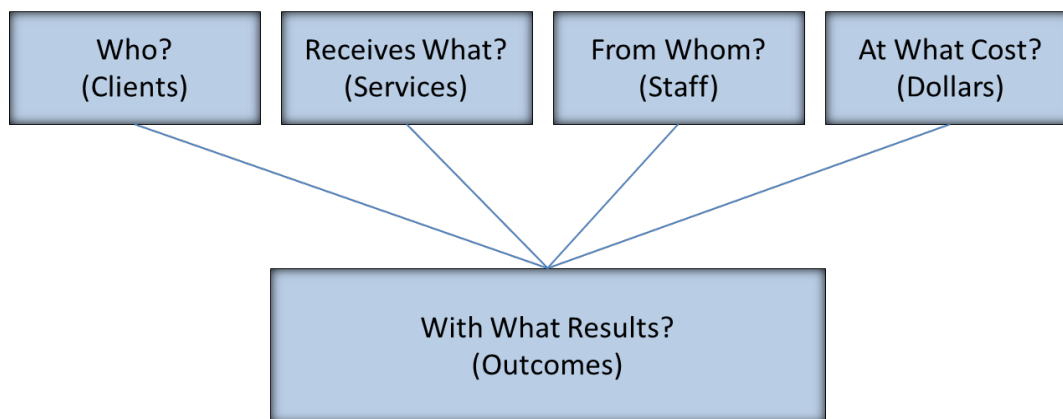 Who?
(Clients)
Receives What?
(Services)
From Whom?
(Staff)
At What Cost?
(Dollars)
With What Results?
(Outcomes)